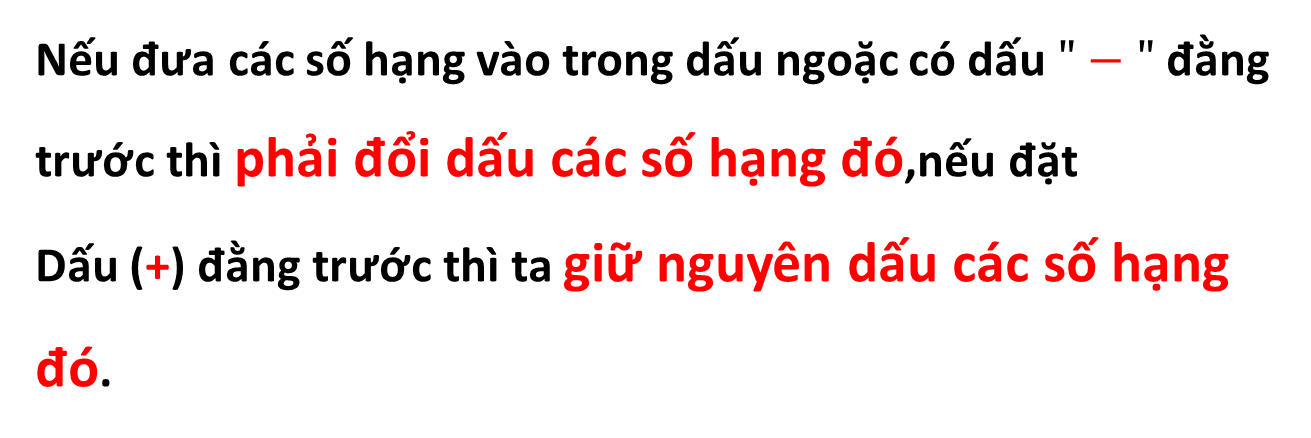 Nếu đưa các số hạng vào trong dấu ngoặc có dấu " − " đằng
trước thì phải đổi dấu các số hạng đó,nếu đặt
Dấu (+) đằng trước thì ta giữ nguyên dấu các số hạng
đó.